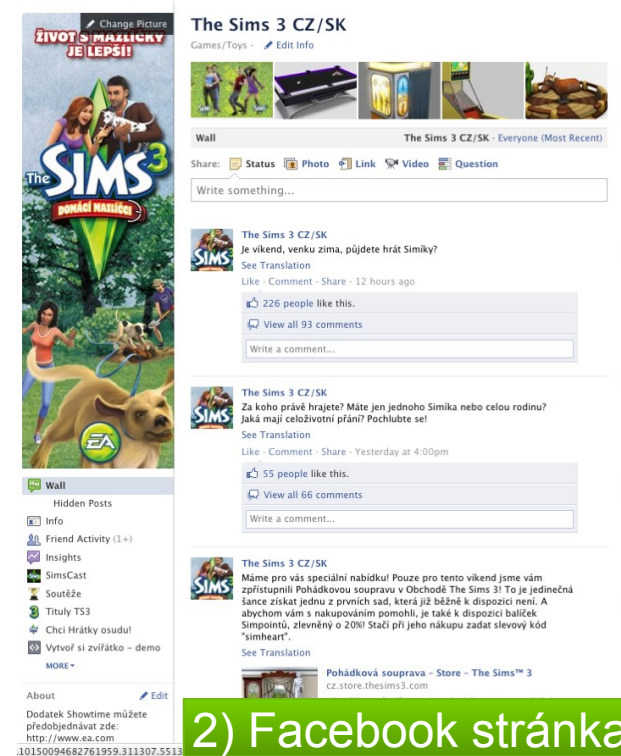 Change Picture
ŽIVOT S MAZLÍČKY
JE LEPŠÍ!
The SIMS 3
DOMÁCÍ MAZLÍČCI
EA
Wall
Hidden Posts
Info
Friend Activity (1+)
Insights
SimsCast
Soutěže
Tituly TS3
Chci Hrátky osudu!
Vytvoř si zvířátko – demo
MORE
About
Edit
Dodatek Showtime můžete
předobjednávat zde:
http://www.ea.com
.10150094682761959.311307.5513
The Sims 3 CZ/SK
Games/Toys · Edit Info
Wall
The Sims 3 CZ/SK · Everyone (Most Recent)
Share: Status Photo Link Video Question
Write something...
The Sims 3 CZ/SK
Je víkend, venku zima, půjdete hrát Simíky?
See Translation
Like · Comment · Share · 12 hours ago
226 people like this.
View all 93 comments
Write a comment...
The Sims 3 CZ/SK
Za koho právě hrajete? Máte jen jednoho Simíka nebo celou rodinu?
Jaká mají celoživotní přání? Pochlubte se!
See Translation
Like · Comment · Share · Yesterday at 4:00pm
55 people like this.
View all 66 comments
Write a comment...
The Sims 3 CZ/SK
Máme pro vás speciální nabídku! Pouze pro tento víkend jsme vám
zpřístupnili Pohádkovou soupravu v Obchodě The Sims 3! To je jedinečná
šance získat jednu z prvních sad, která již běžně k dispozici není. A
abychom vám s nakupováním pomohli, je také k dispozici balíček
Simpointů, zlevněný o 20%! Stačí při jeho nákupu zadat slevový kód
"simheart".
See Translation
Pohádková souprava – Store – The Sims™ 3
cz.store.thesims3.com
2) Facebook stránka